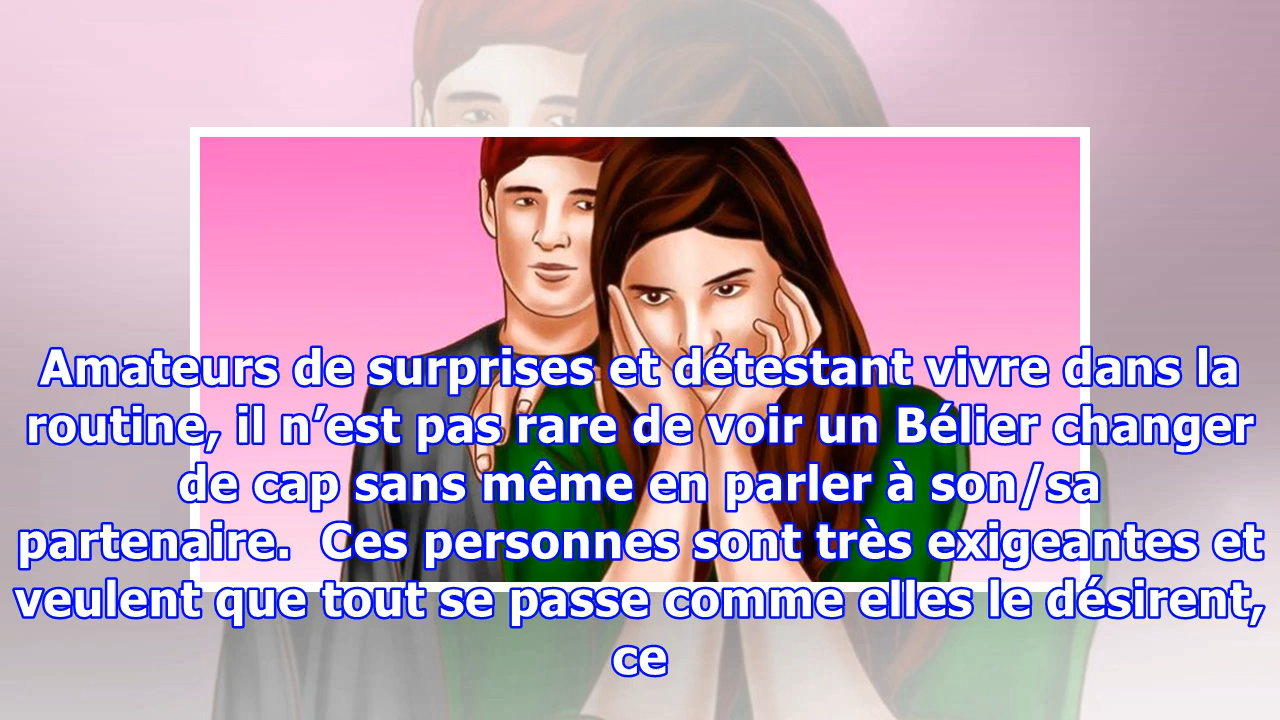 Amateurs de surprises et détestant vivre dans la
routine, il n’est pas rare de voir un Bélier changer
de cap sans même en parler à son/sa
partenaire.  Ces personnes sont très exigeantes et
veulent que tout se passe comme elles le désirent,
ce